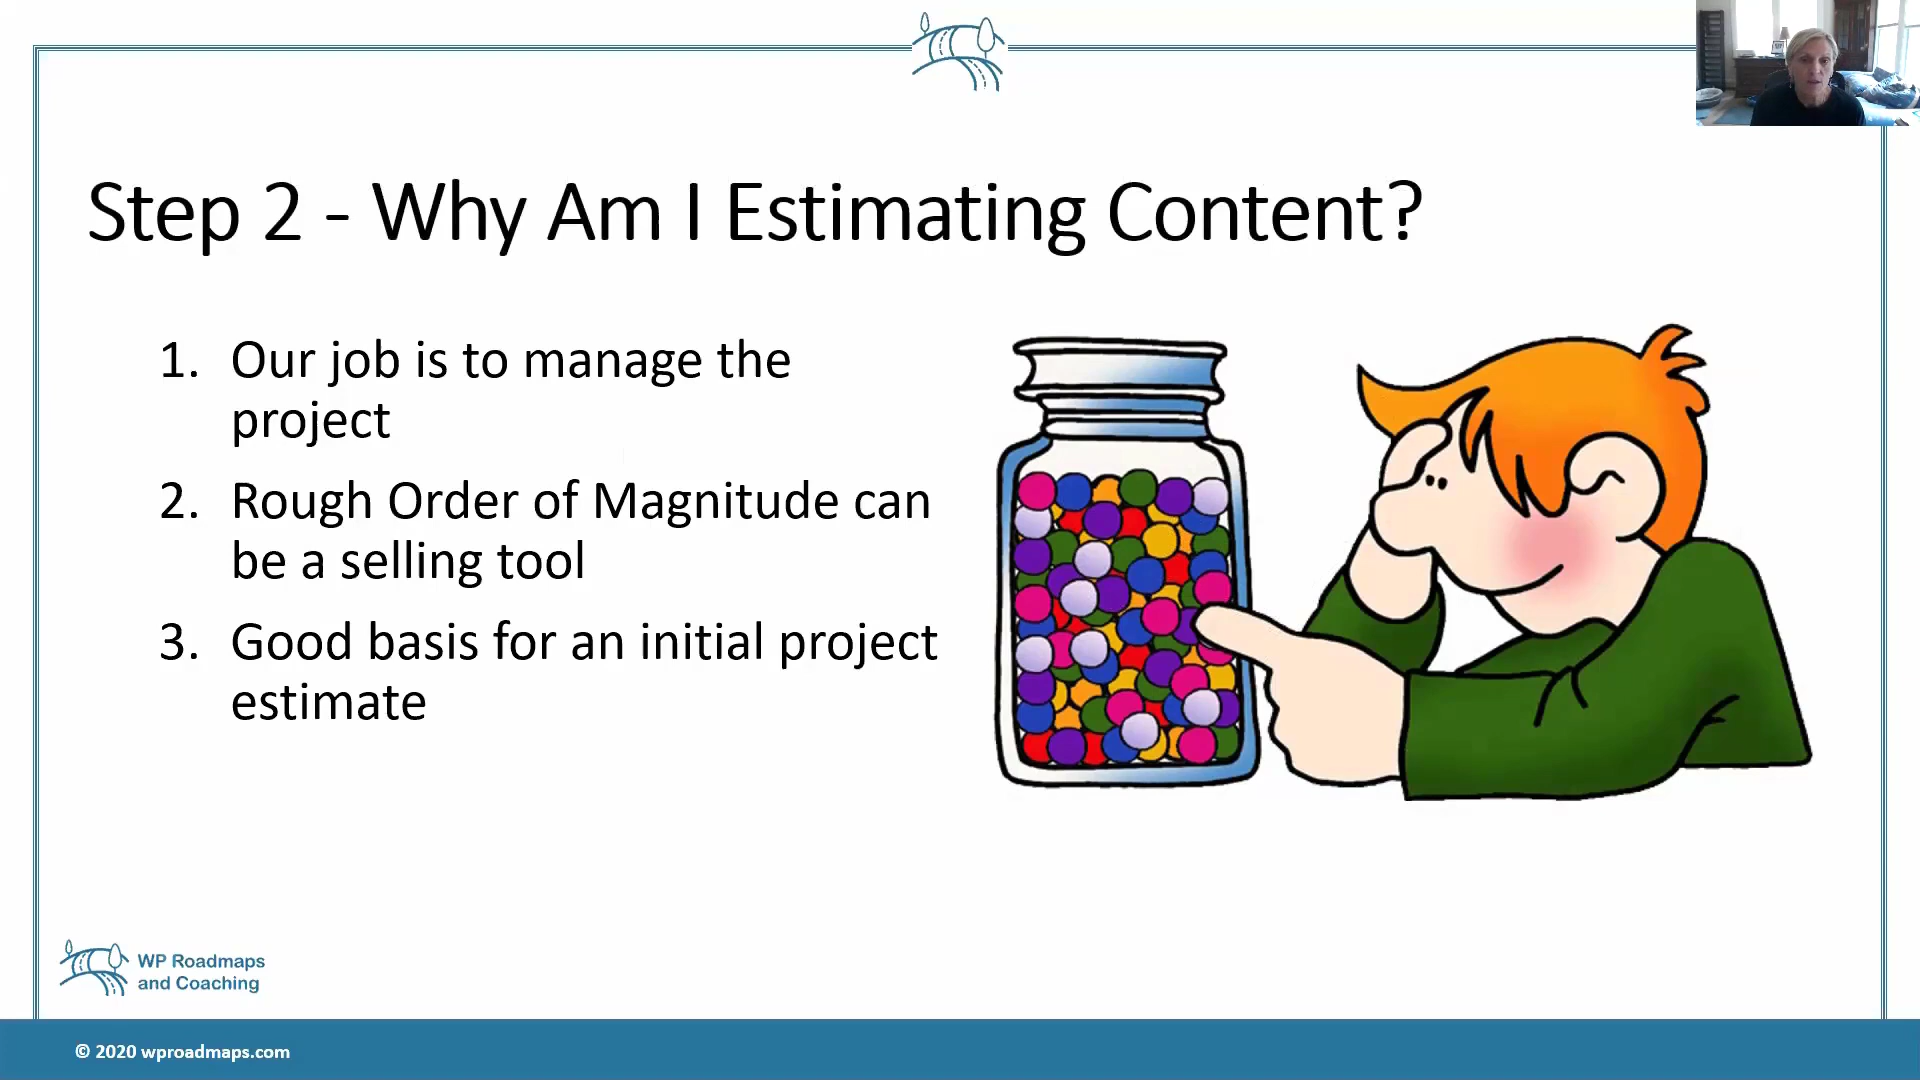 Step 2 - Why Am I Estimating Content?
1. Our job is to manage the
project
2. Rough Order of Magnitude can
be a selling tool
3. Good basis for an initial project
estimate
WP Roadmaps
and Coaching
© 2020 wproadmaps.com